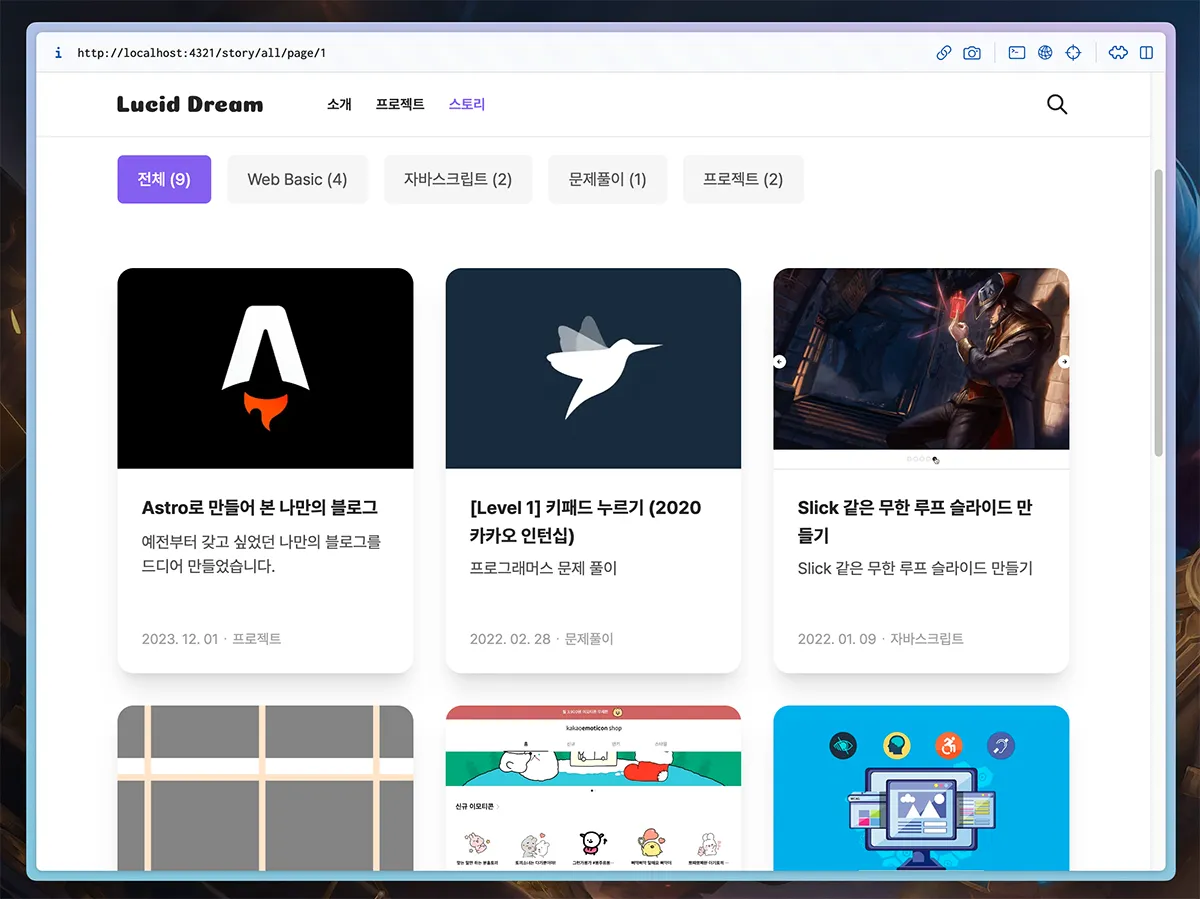 http://localhost:4321/story/all/page/1
Lucid Dream
소개
프로젝트
스토리
전체 (9)
Web Basic (4)
자바스크립트 (2)
문제풀이 (1)
프로젝트 (2)
Astro로 만들어 본 나만의 블로그
예전부터 갖고 싶었던 나만의 블로그를
드디어 만들었습니다.
2023. 12. 01 · 프로젝트
[Level 1] 키패드 누르기 (2020
카카오 인턴십)
프로그래머스 문제 풀이
2022. 02. 28 · 문제풀이
Slick 같은 무한 루프 슬라이드 만
들기
Slick 같은 무한 루프 슬라이드 만들기
2022. 01. 09 · 자바스크립트
kakaoemoticon shop
홈
신규
인기
스타일
신규 이모티콘